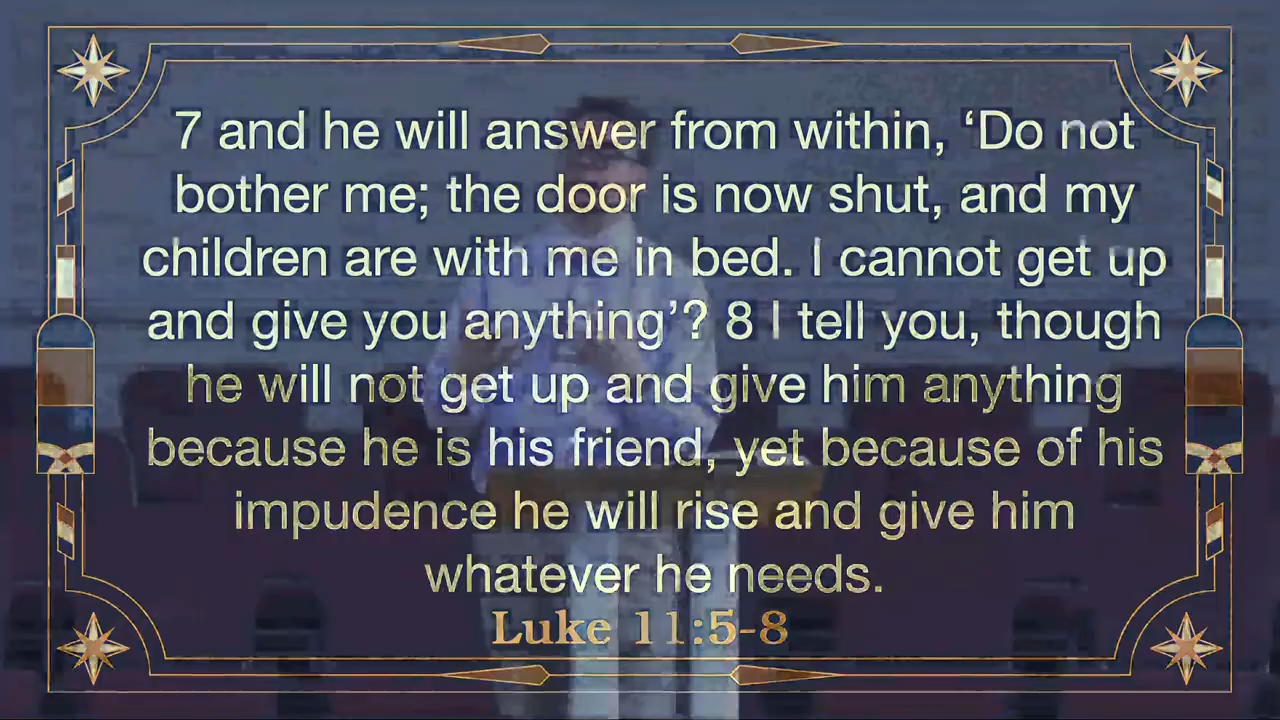 7 and he will answer from within, ‘Do not
bother me; the door is now shut, and my
children are with me in bed. I cannot get up
and give you anything’? 8 I tell you, though
he will not get up and give him anything
because he is his friend, yet because of his
impudence he will rise and give him
whatever he needs.
Luke 11:5-8